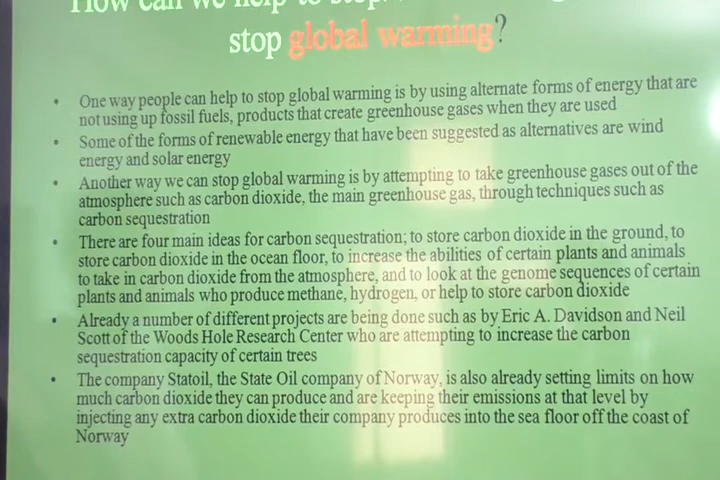 How can we help to stop
stop global warming?
• One way people can help to stop global warming is by using alternate forms of energy that are
not using up fossil fuels, products that create greenhouse gases when they are used
• Some of the forms of renewable energy that have been suggested as alternatives are wind
energy and solar energy
• Another way we can stop global warming is by attempting to take greenhouse gases out of the
atmosphere such as carbon dioxide, the main greenhouse gas, through techniques such as
carbon sequestration
• There are four main ideas for carbon sequestration; to store carbon dioxide in the ground, to
store carbon dioxide in the ocean floor, to increase the abilities of certain plants and animals
to take in carbon dioxide from the atmosphere, and to look at the genome sequences of certain
plants and animals who produce methane, hydrogen, or help to store carbon dioxide
• Already a number of different projects are being done such as by Eric A. Davidson and Neil
Scott of the Woods Hole Research Center who are attempting to increase the carbon
sequestration capacity of certain trees
• The company Statoil, the State Oil company of Norway, is also already setting limits on how
much carbon dioxide they can produce and are keeping their emissions at that level by
injecting any extra carbon dioxide their company produces into the sea floor off the coast of
Norway